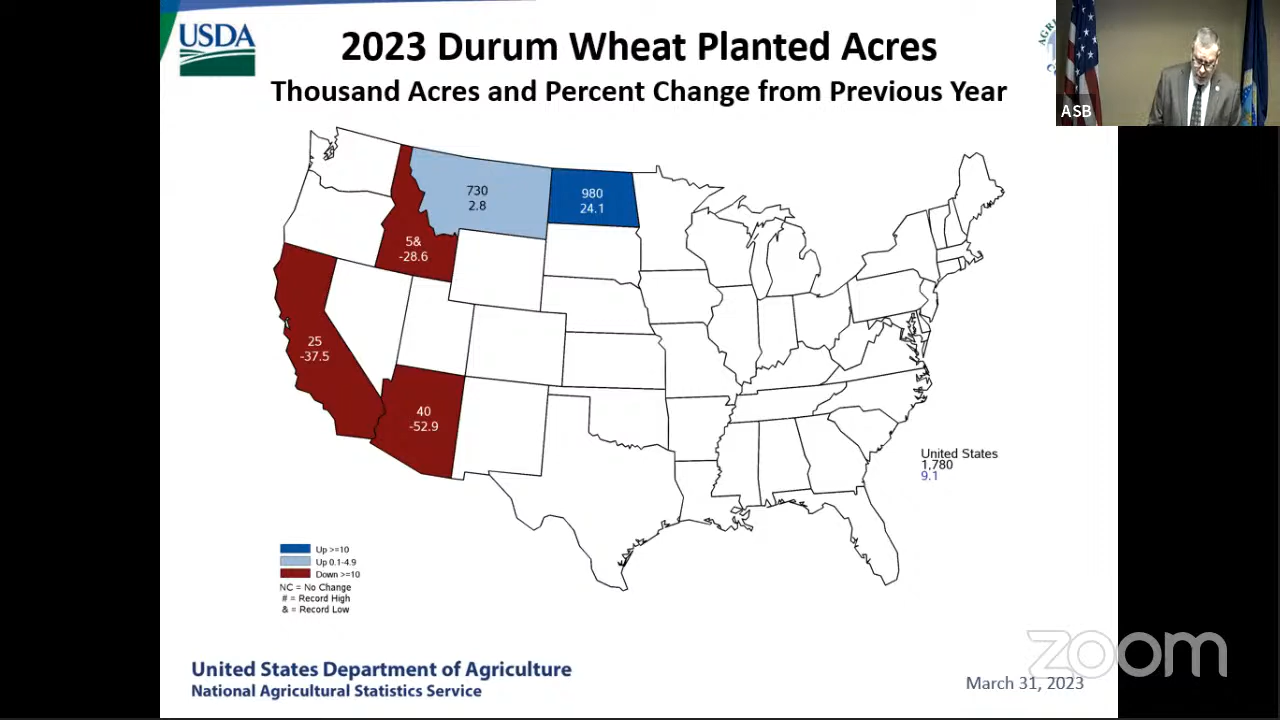 USDA
2023 Durum Wheat Planted Acres
Thousand Acres and Percent Change from Previous Year
ASB
730
2.8
980
24.1
5&
-28.6
25
-37.5
40
-52.9
United States
1,780
9.1
Up >=10
Up 0.1-4.9
Down >=10
NC = No Change
# = Record High
& = Record Low
United States Department of Agriculture
National Agricultural Statistics Service
March 31, 2023
zoom